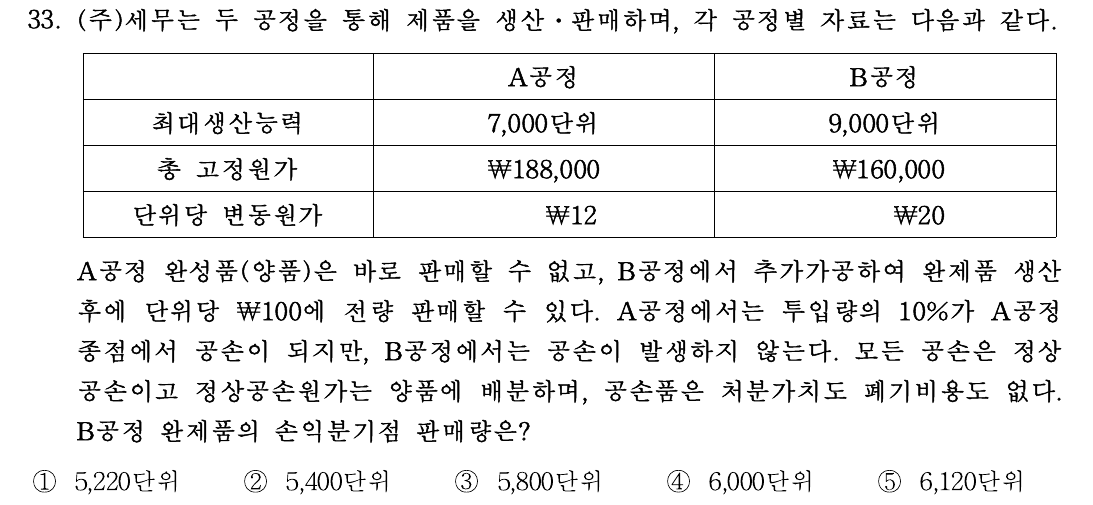 33. (주)세무는 두 공정을 통해 제품을 생산·판매하며, 각 공정별 자료는 다음과 같다.
A공정 B공정
최대생산능력 7,000단위 9,000단위
총 고정원가 ₩188,000 ₩160,000
단위당 변동원가 ₩12 ₩20
A공정 완성품(양품)은 바로 판매할 수 없고, B공정에서 추가가공하여 완제품 생산
후에 단위당 ₩100에 전량 판매할 수 있다. A공정에서는 투입량의 10%가 A공정
종점에서 공손이 되지만, B공정에서는 공손이 발생하지 않는다. 모든 공손은 정상
공손이고 정상공손원가는 양품에 배분하며, 공손품은 처분가치도 폐기비용도 없다.
B공정 완제품의 손익분기점 판매량은?
① 5,220단위 ② 5,400단위 ③ 5,800단위 ④ 6,000단위 ⑤ 6,120단위